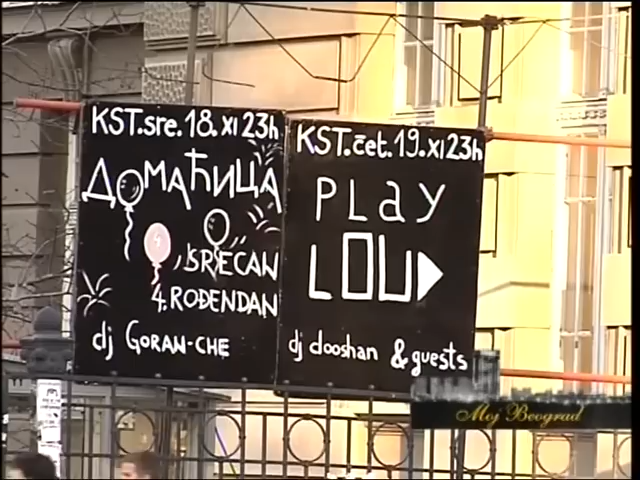 KST.sre.18.XI 23h
ДОМАЋИЦА
,,SREĆAN
4.ROĐENDAN
dj GORAN-CHE
KST.čet.19.XI 23h
PLay
LOUD
dj dooshan & guests
Moj Beograd